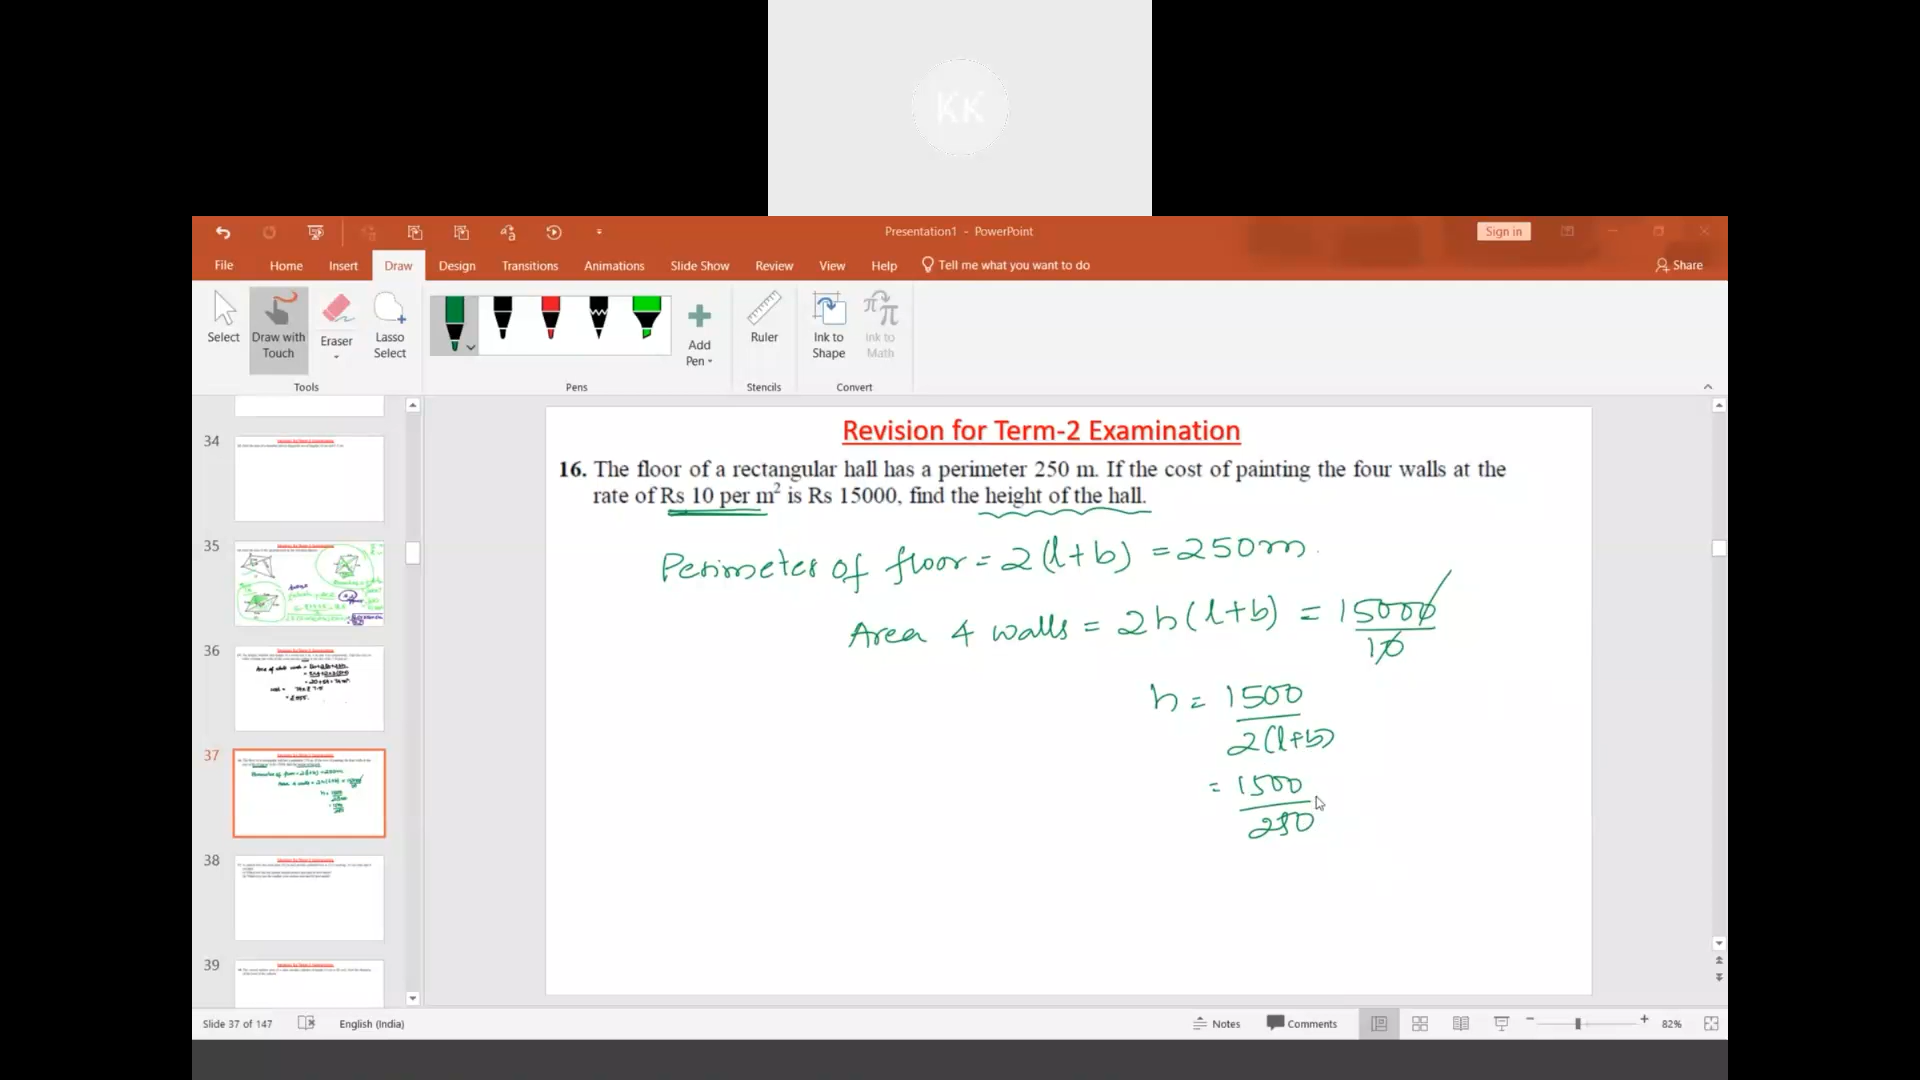 KK
Presentation1 - PowerPoint
Sign in
File Home Insert Draw Design Transitions Animations Slide Show Review View Help Tell me what you want to do Share
Select
Draw with Touch
Eraser
Lasso Select
Add Pen
Ruler
Ink to Shape
Ink to Math
Tools Pens Stencils Convert
34
35
36
37
38
39
Revision for Term-2 Examination
16. The floor of a rectangular hall has a perimeter 250 m. If the cost of painting the four walls at the
rate of Rs 10 per m² is Rs 15000, find the height of the hall.
Perimeter of floor = 2(l+b) = 250m.
Area 4 walls = 2h(l+b) = 15000/10
h = 1500/2(l+b)
= 1500/250
Slide 37 of 147 English (India) Notes Comments 82%